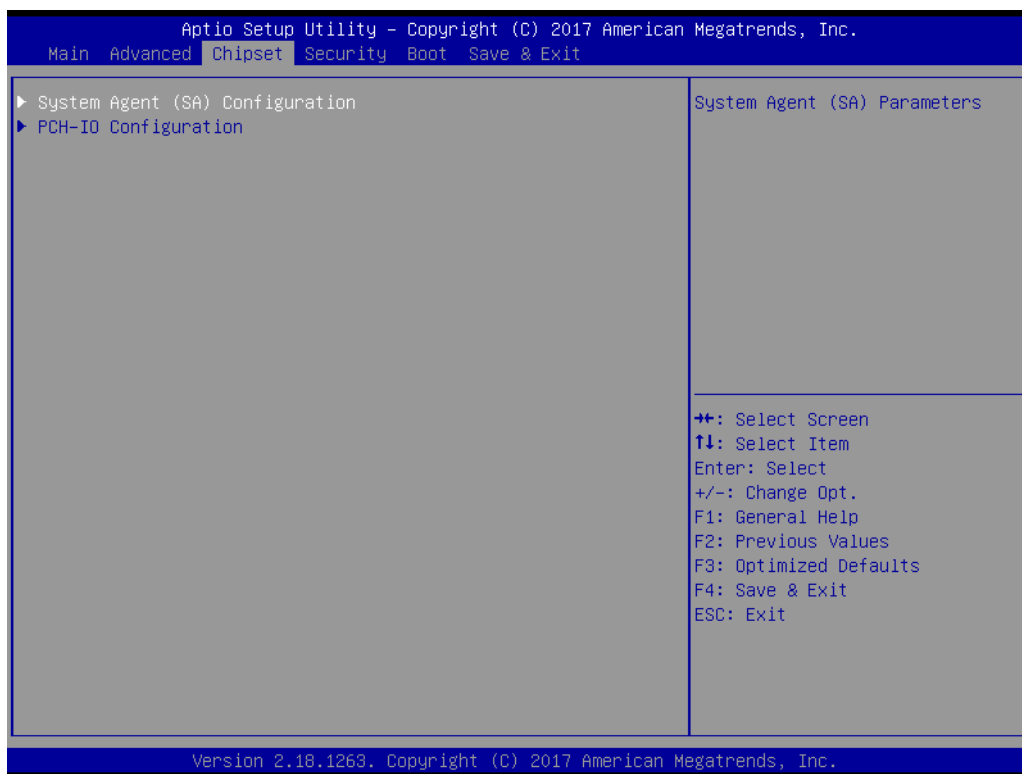 Aptio Setup Utility – Copyright (C) 2017 American Megatrends, Inc.
Main Advanced Chipset Security Boot Save & Exit
► System Agent (SA) Configuration
► PCH-IO Configuration
System Agent (SA) Parameters
→←: Select Screen
↑↓: Select Item
Enter: Select
+/-: Change Opt.
F1: General Help
F2: Previous Values
F3: Optimized Defaults
F4: Save & Exit
ESC: Exit
Version 2.18.1263. Copyright (C) 2017 American Megatrends, Inc.